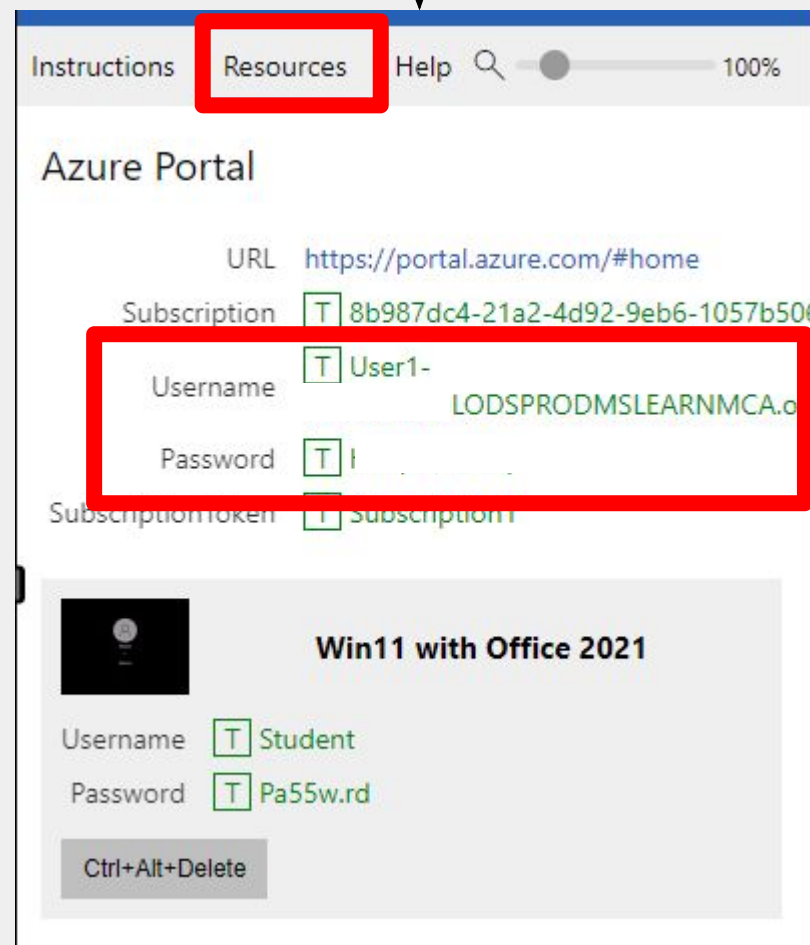 Instructions Resources Help 100%
Azure Portal
URL https://portal.azure.com/#home
Subscription T 8b987dc4-21a2-4d92-9eb6-1057b506
Username T User1-
LODSPRODMSLEARNMCA.o
Password T
SubscriptionToken T Subscription1
Win11 with Office 2021
Username T Student
Password T Pa55w.rd
Ctrl+Alt+Delete